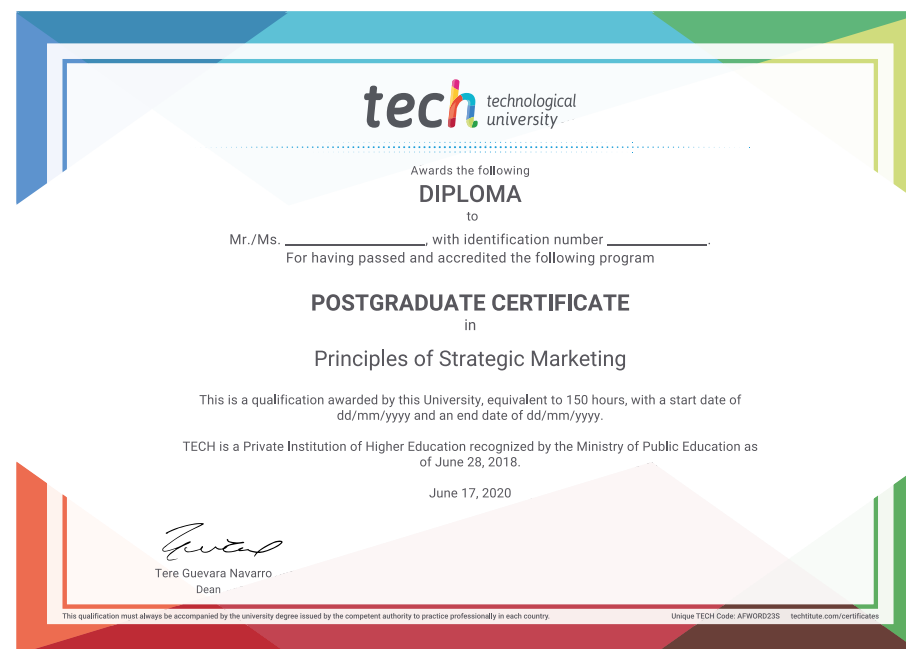 tech technological
university
Awards the following
DIPLOMA
to
Mr./Ms. ____________________, with identification number ______________.
For having passed and accredited the following program
POSTGRADUATE CERTIFICATE
in
Principles of Strategic Marketing
This is a qualification awarded by this University, equivalent to 150 hours, with a start date of
dd/mm/yyyy and an end date of dd/mm/yyyy.
TECH is a Private Institution of Higher Education recognized by the Ministry of Public Education as
of June 28, 2018.
June 17, 2020
Tere Guevara Navarro
Dean
This qualification must always be accompanied by the university degree issued by the competent authority to practice professionally in each country.
Unique TECH Code: AFWORD23S techtitute.com/certificates